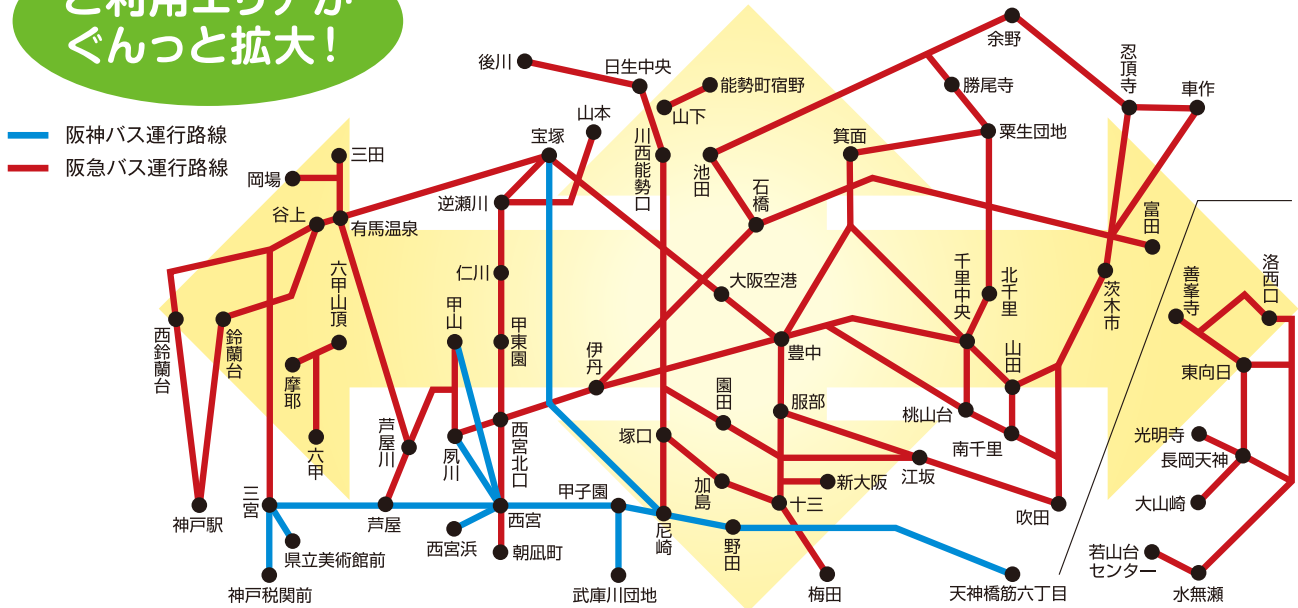 ご利用エリアが
ぐんっと拡大!
阪神バス運行路線
阪急バス運行路線
後川
日生中央
能勢町宿野
山下
余野
忍頂寺
車作
勝尾寺
山本
宝塚
川西能勢口
池田
箕面
粟生団地
三田
岡場
谷上
有馬温泉
逆瀬川
石橋
富田
六甲山頂
仁川
大阪空港
千里中央
北千里
茨木市
善峯寺
洛西口
西鈴蘭台
鈴蘭台
甲山
甲東園
伊丹
豊中
山田
東向日
摩耶
六甲
芦屋川
夙川
西宮北口
園田
服部
桃山台
南千里
塚口
加島
新大阪
江坂
光明寺
長岡天神
三宮
神戸駅
芦屋
西宮
甲子園
尼崎
十三
吹田
大山崎
県立美術館前
西宮浜
朝凪町
野田
若山台
センター
神戸税関前
武庫川団地
梅田
天神橋筋六丁目
水無瀬